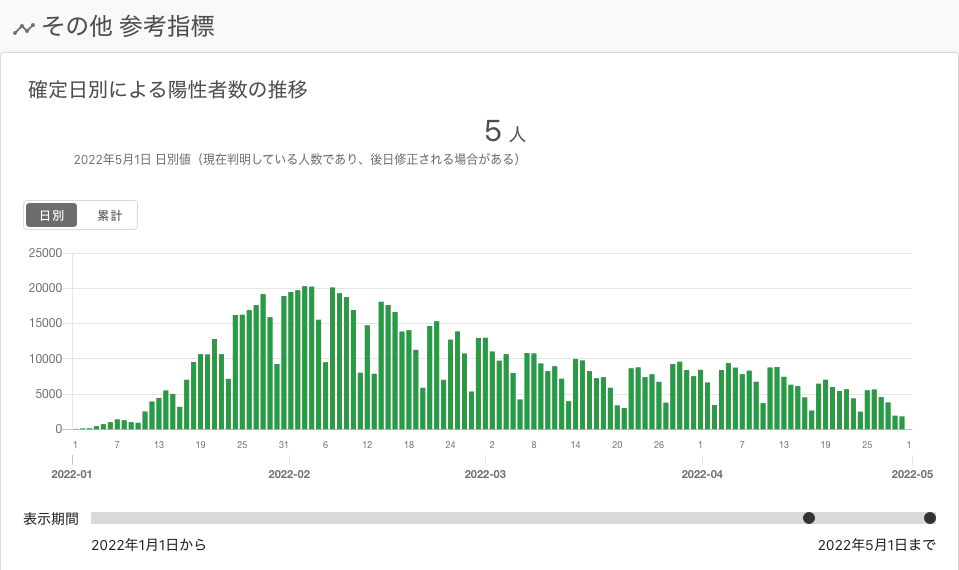 その他 参考指標
確定日別による陽性者数の推移
5 人
2022年5月1日 日別値（現在判明している人数であり、後日修正される場合がある）
日別 累計
25000
20000
15000
10000
5000
0
1 7 13 19 25 31 6 12 18 24 2 8 14 20 26 1 7 13 19 25 1
2022-01 2022-02 2022-03 2022-04 2022-05
表示期間
2022年1月1日から 2022年5月1日まで